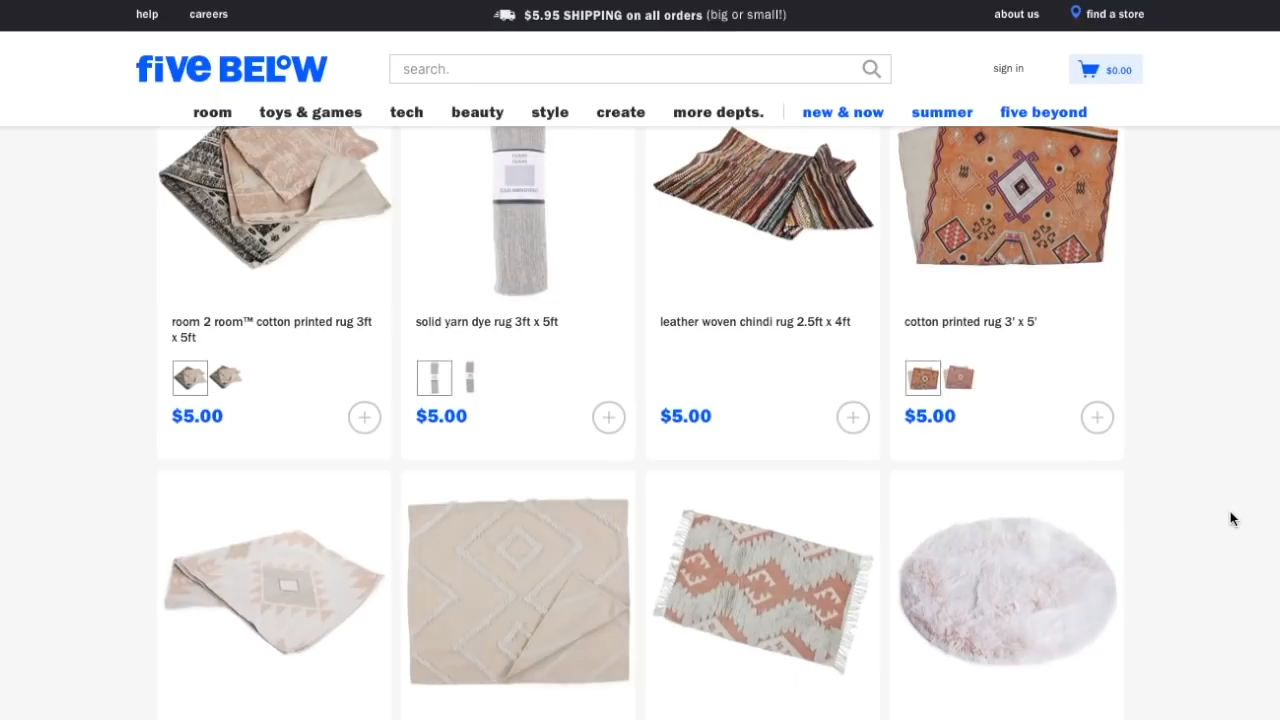 help
careers
$5.95 SHIPPING on all orders (big or small!)
about us
find a store
five BELOW
search.
sign in
$0.00
room
toys & games
tech
beauty
style
create
more depts.
new & now
summer
five beyond
room 2 room™ cotton printed rug 3ft
x 5ft
$5.00
solid yarn dye rug 3ft x 5ft
$5.00
leather woven chindi rug 2.5ft x 4ft
$5.00
cotton printed rug 3' x 5'
$5.00